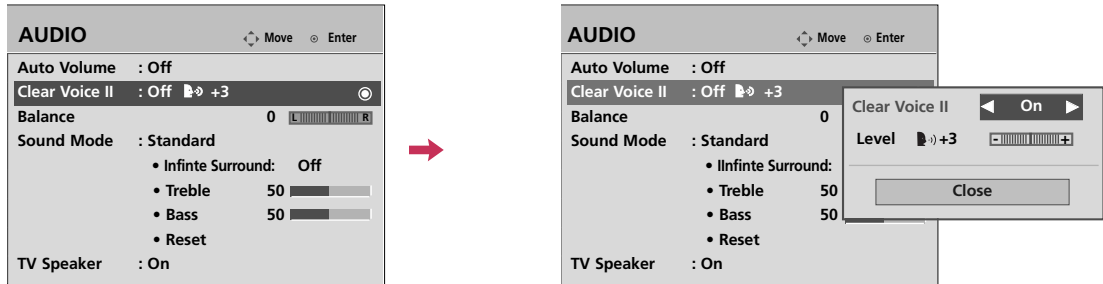 AUDIO Move Enter
Auto Volume : Off
Clear Voice II : Off +3
Balance 0 L R
Sound Mode : Standard
• Infinte Surround: Off
• Treble 50
• Bass 50
• Reset
TV Speaker : On
AUDIO Move Enter
Auto Volume : Off
Clear Voice II : Off +3
Balance 0
Sound Mode : Standard
• IInfinte Surround:
• Treble 50
• Bass 50
• Reset
TV Speaker : On
Clear Voice II ◀ On ▶
Level +3 - +
Close